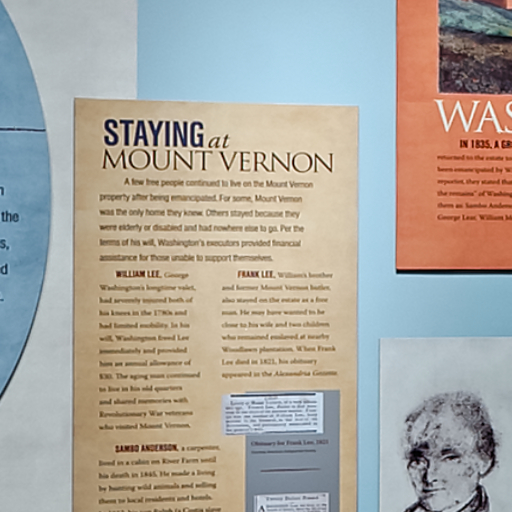 the
STAYING at
MOUNT VERNON
A few free people continued to live on the Mount Vernon
property after being emancipated. For some, Mount Vernon
was the only home they knew. Others stayed because they
were elderly or disabled and had nowhere else to go. Per the
terms of his will, Washington's executors provided financial
assistance for those unable to support themselves.
WILLIAM LEE, George
Washington's longtime valet,
had severely injured both of
his knees in the 1780s and
had limited mobility. In his
will, Washington freed Lee
immediately and provided
him an annual allowance of
$30. The aging man continued
to live in his old quarters
and shared memories with
Revolutionary War veterans
who visited Mount Vernon.
SAMBO ANDERSON, a carpenter,
lived in a cabin on River Farm until
his death in 1845. He made a living
by hunting wild animals and selling
them to local residents and hotels.
FRANK LEE, William's brother
and former Mount Vernon butler,
also stayed on the estate as a free
man. He may have wanted to be
close to his wife and two children
who remained enslaved at nearby
Woodlawn plantation. When Frank
Lee died in 1821, his obituary
appeared in the Alexandria Gazette.
Obituary for Frank Lee, 1821
WAS
IN 1835, A GR
returned to the estate to
been emancipated by W
reporter, they stated tha
the remains" of Washing
them as Sambo Anderson
George Lear, William M